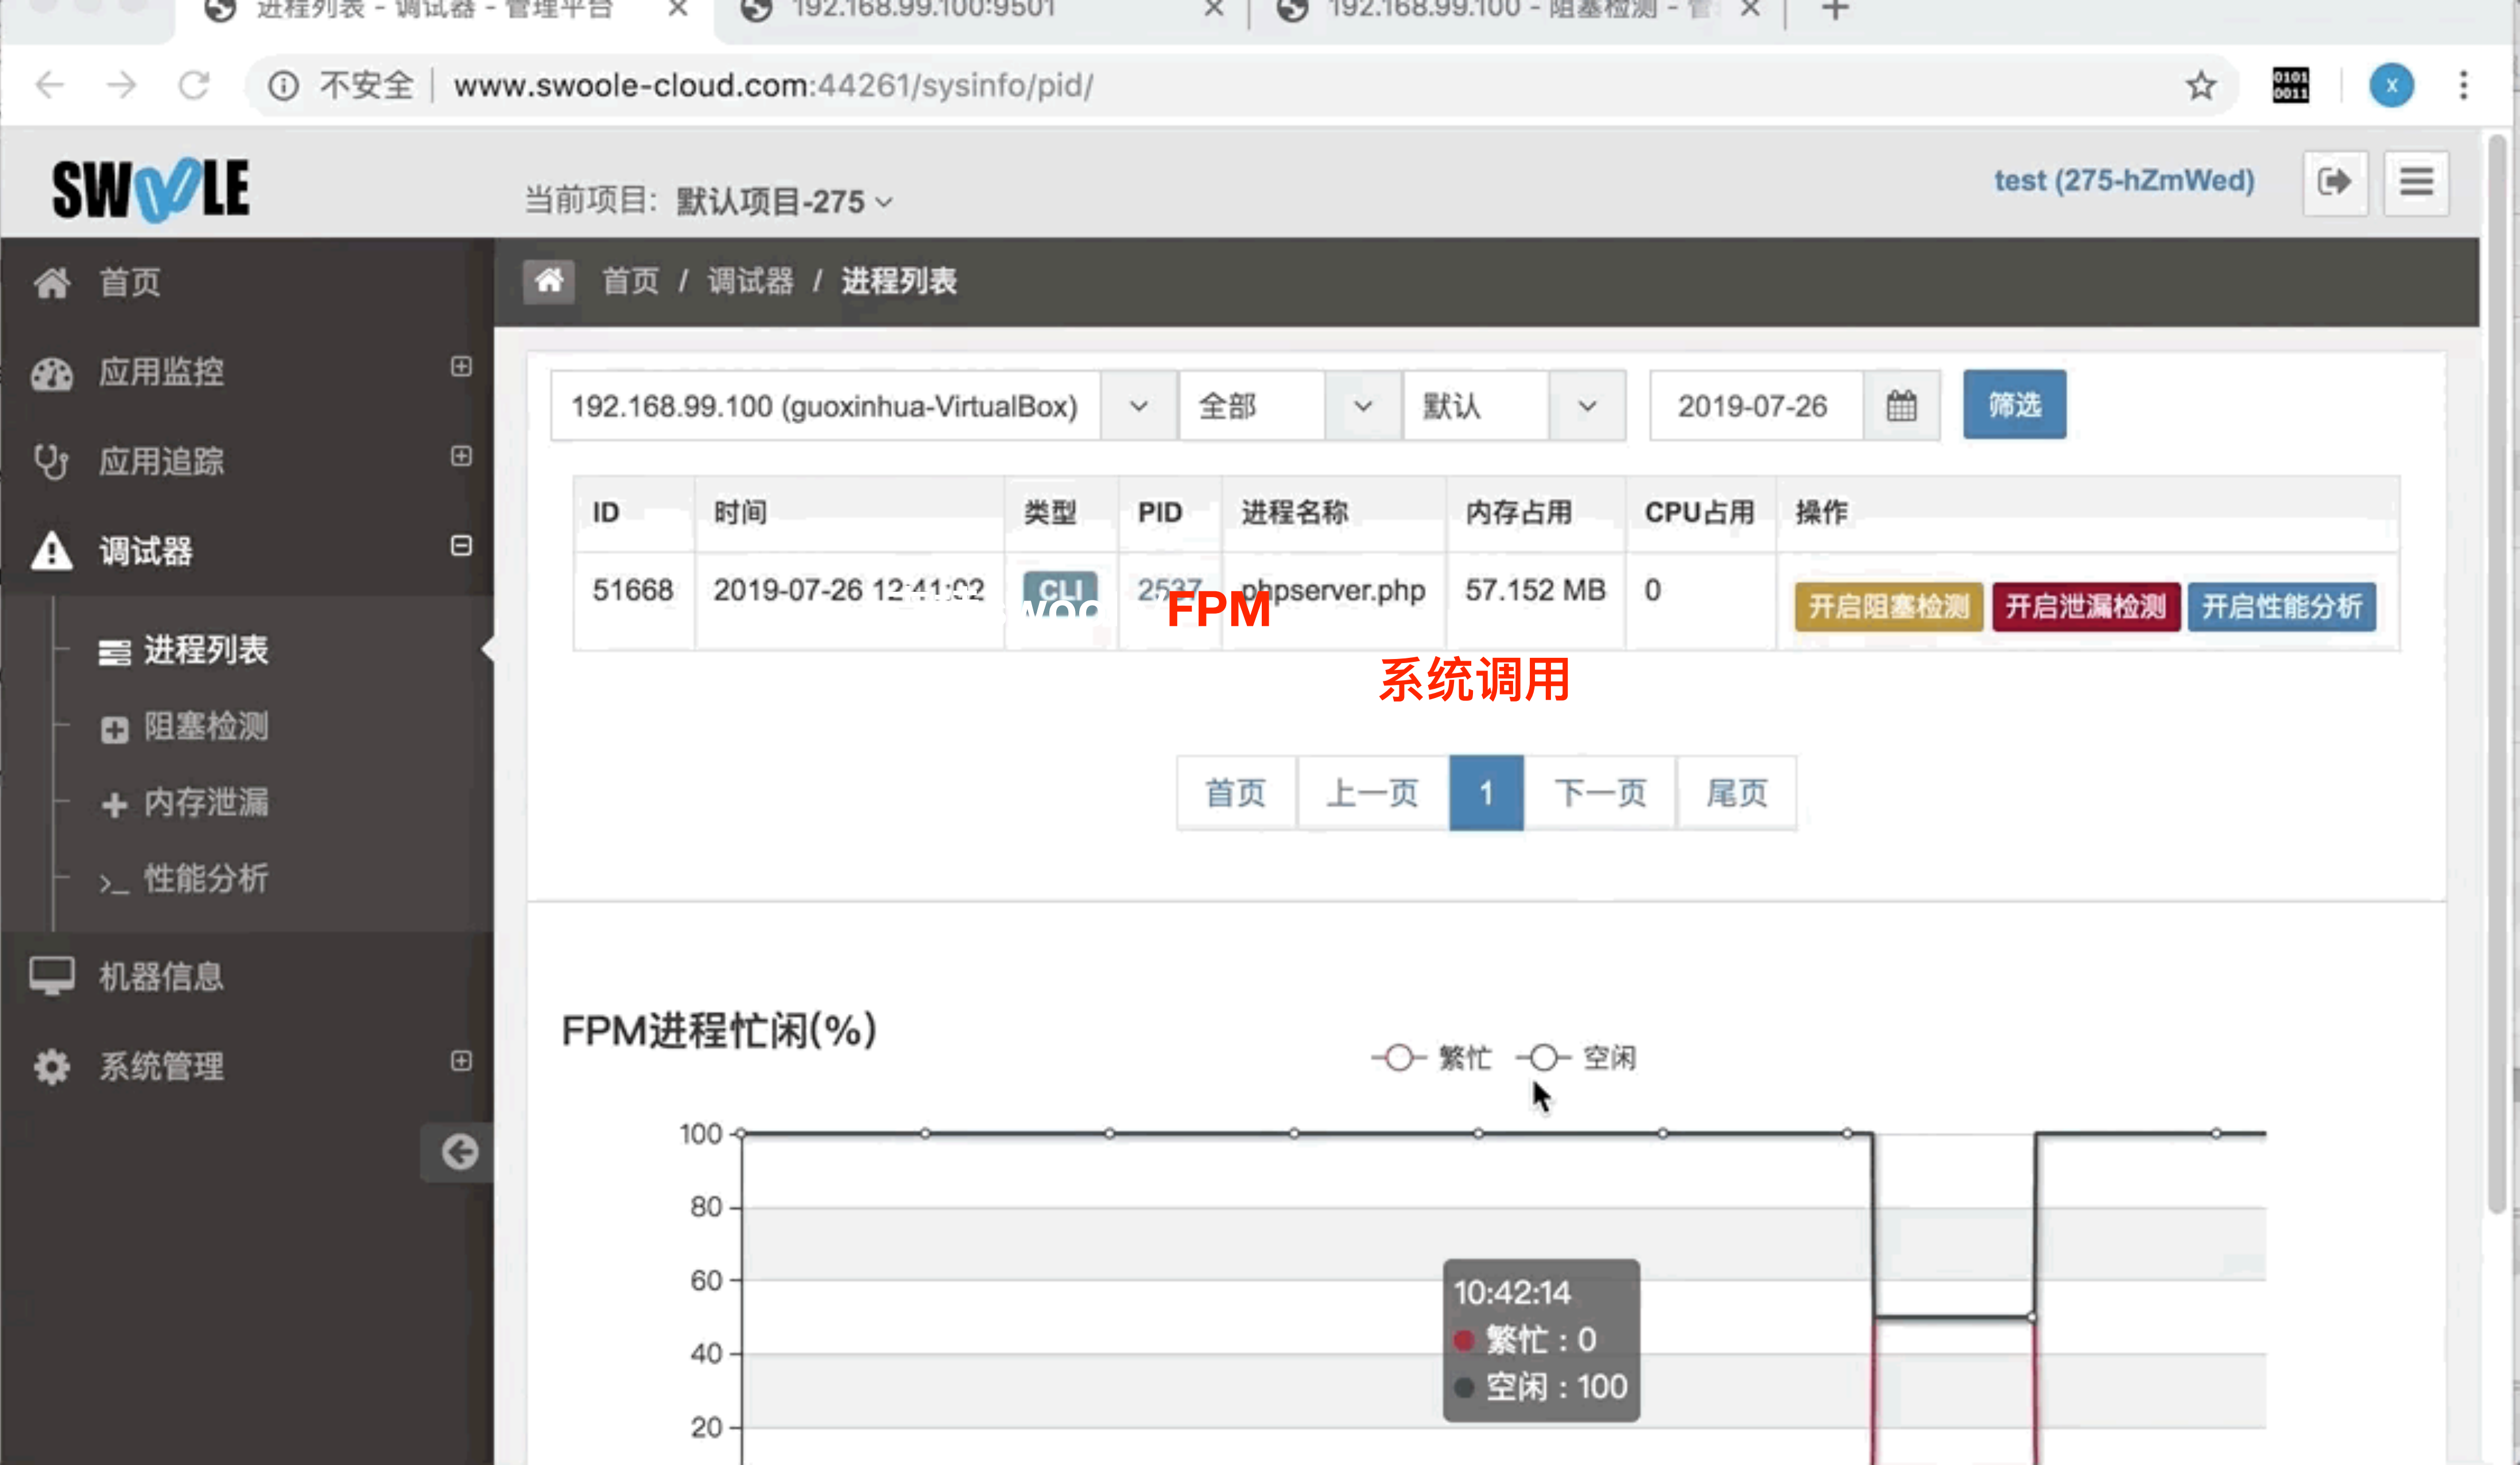 进程列表 - 调试器 - 管理平台
192.168.99.100:9501
192.168.99.100 - 阻塞检测 - 管
不安全 www.swoole-cloud.com:44261/sysinfo/pid/
0101
0011
X
SWOOLE
当前项目: 默认项目-275
test (275-hZmWed)
首页
应用监控
应用追踪
调试器
进程列表
阻塞检测
内存泄漏
>_ 性能分析
机器信息
系统管理
首页 / 调试器 / 进程列表
192.168.99.100 (guoxinhua-VirtualBox) 全部 默认 2019-07-26 筛选
ID 时间 类型 PID 进程名称 内存占用 CPU占用 操作
51668 2019-07-26 12:41:02 CLI 2537 phpserver.php 57.152 MB 0 开启阻塞检测 开启泄漏检测 开启性能分析
FPM
系统调用
首页 上一页 1 下一页 尾页
FPM进程忙闲(%)
繁忙 空闲
100
80
60
40
20
10:42:14
繁忙 : 0
空闲 : 100